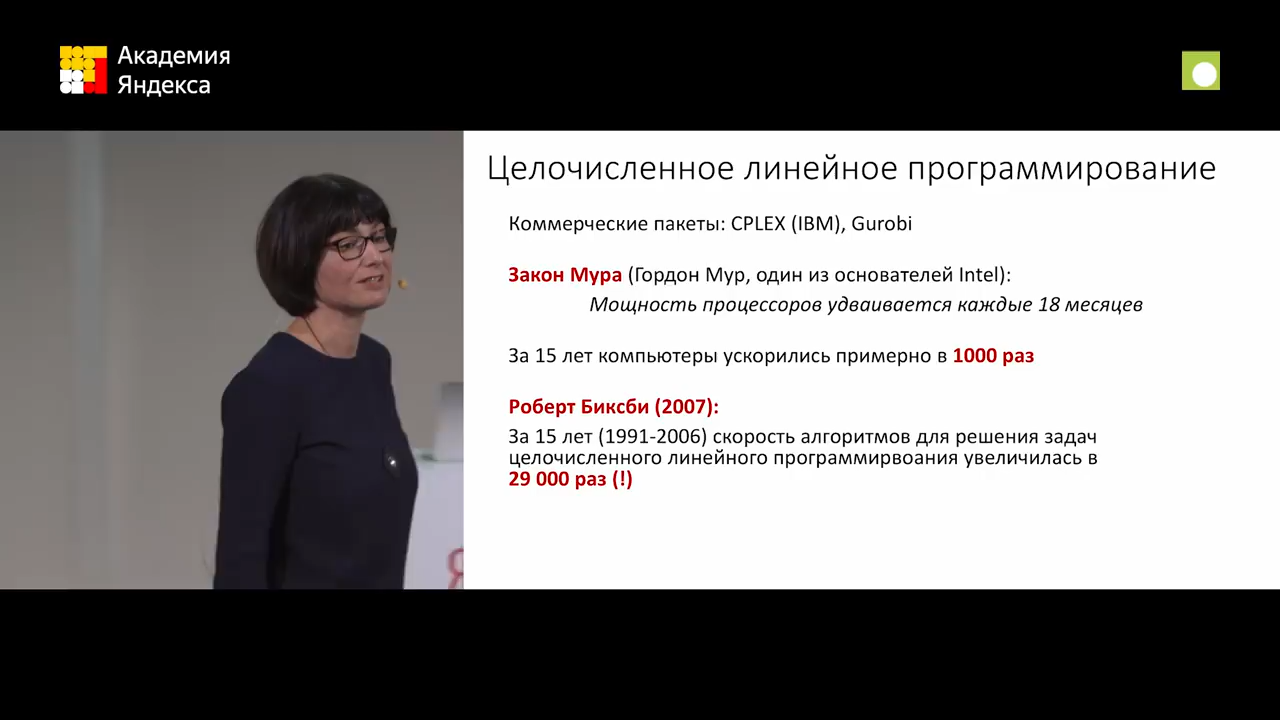 Академия
Яндекса
Целочисленное линейное программирование
Коммерческие пакеты: CPLEX (IBM), Gurobi
Закон Мура (Гордон Мур, один из основателей Intel):
Мощность процессоров удваивается каждые 18 месяцев
За 15 лет компьютеры ускорились примерно в 1000 раз
Роберт Биксби (2007):
За 15 лет (1991-2006) скорость алгоритмов для решения задач
целочисленного линейного программирвоания увеличилась в
29 000 раз (!)
Я